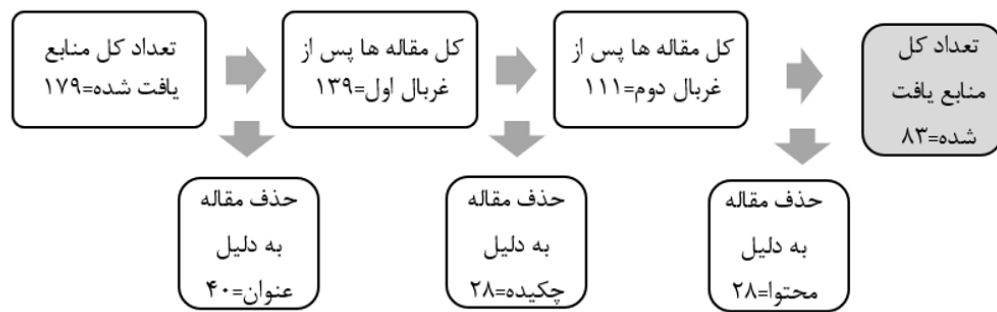 تعداد کل منابع
یافت شده=۱۷۹
کل مقاله ها پس از
غربال اول=۱۳۹
کل مقاله ها پس از
غربال دوم=۱۱۱
تعداد کل
منابع یافت
شده=۸۳
حذف مقاله
به دلیل
عنوان=۴۰
حذف مقاله
به دلیل
چکیده=۲۸
حذف مقاله
به دلیل
محتوا=۲۸